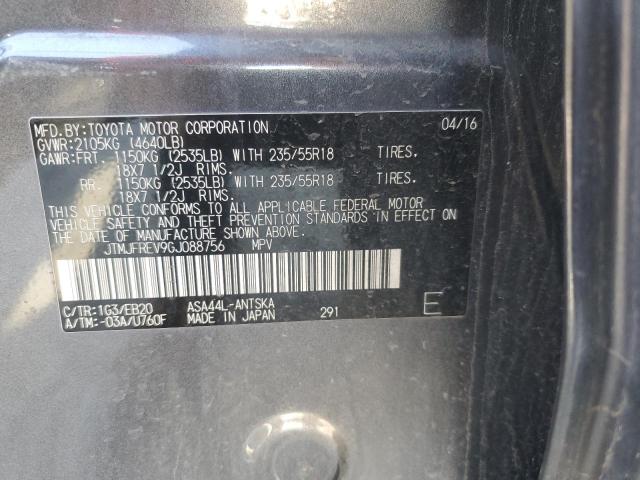 MFD.BY:TOYOTA MOTOR CORPORATION 04/16
GVWR:2105KG (4640LB)
GAWR:FRT. 1150KG (2535LB) WITH 235/55R18 TIRES.
18X7 1/2J RIMS.
RR. 1150KG (2535LB) WITH 235/55R18 TIRES.
18X7 1/2J RIMS.
THIS VEHICLE CONFORMS TO ALL APPLICABLE FEDERAL MOTOR
VEHICLE SAFETY AND THEFT PREVENTION STANDARDS IN EFFECT ON
THE DATE OF MANUFACTURE SHOWN ABOVE.
JTMJFREV9GJ088756 MPV
C/TR:1G3/EB20 ASA44L-ANTSKA
A/TM:-03A/U760F MADE IN JAPAN 291 E